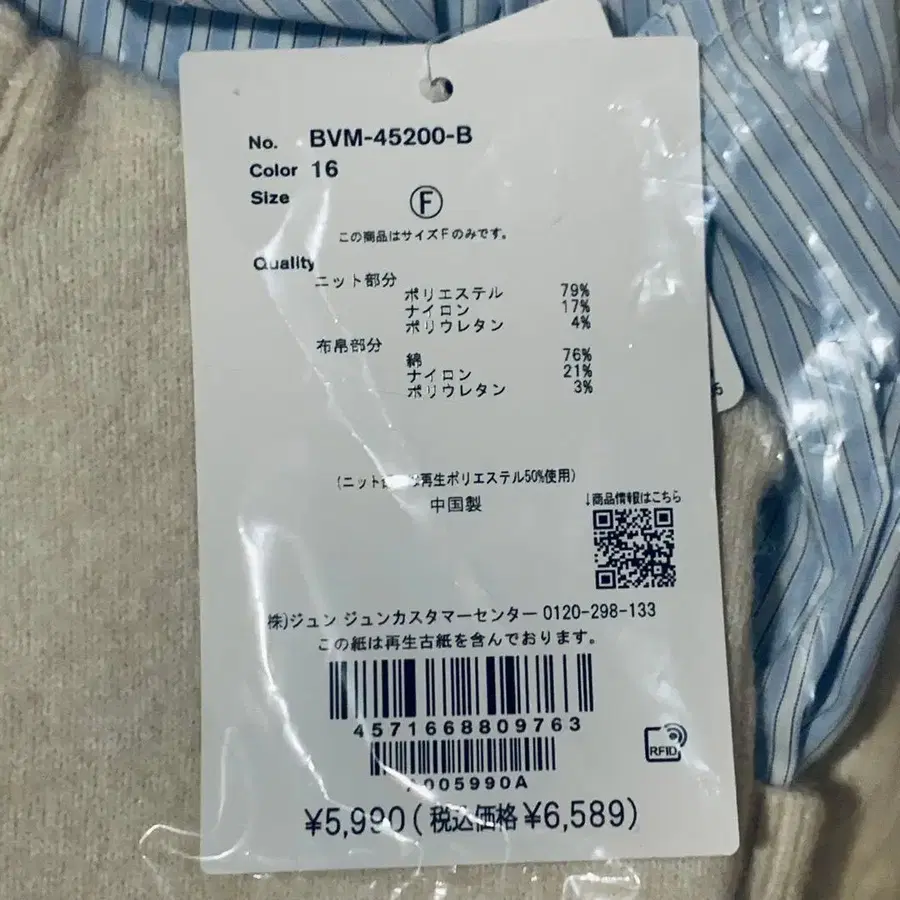 No. BVM-45200-B
Color 16
Size
Ⓕ
この商品はサイズFのみです。
Quality
ニット部分
ポリエステル 79%
ナイロン 17%
ポリウレタン 4%
布帛部分
綿 76%
ナイロン 21%
ポリウレタン 3%
(ニット 再生ポリエステル50%使用)
中国製
↓商品情報はこちら
株)ジュン ジュンカスタマーセンター 0120-298-133
この紙は再生古紙を含んでおります。
4571668809763
005990A
RFID
¥5,990(税込価格¥6,589)